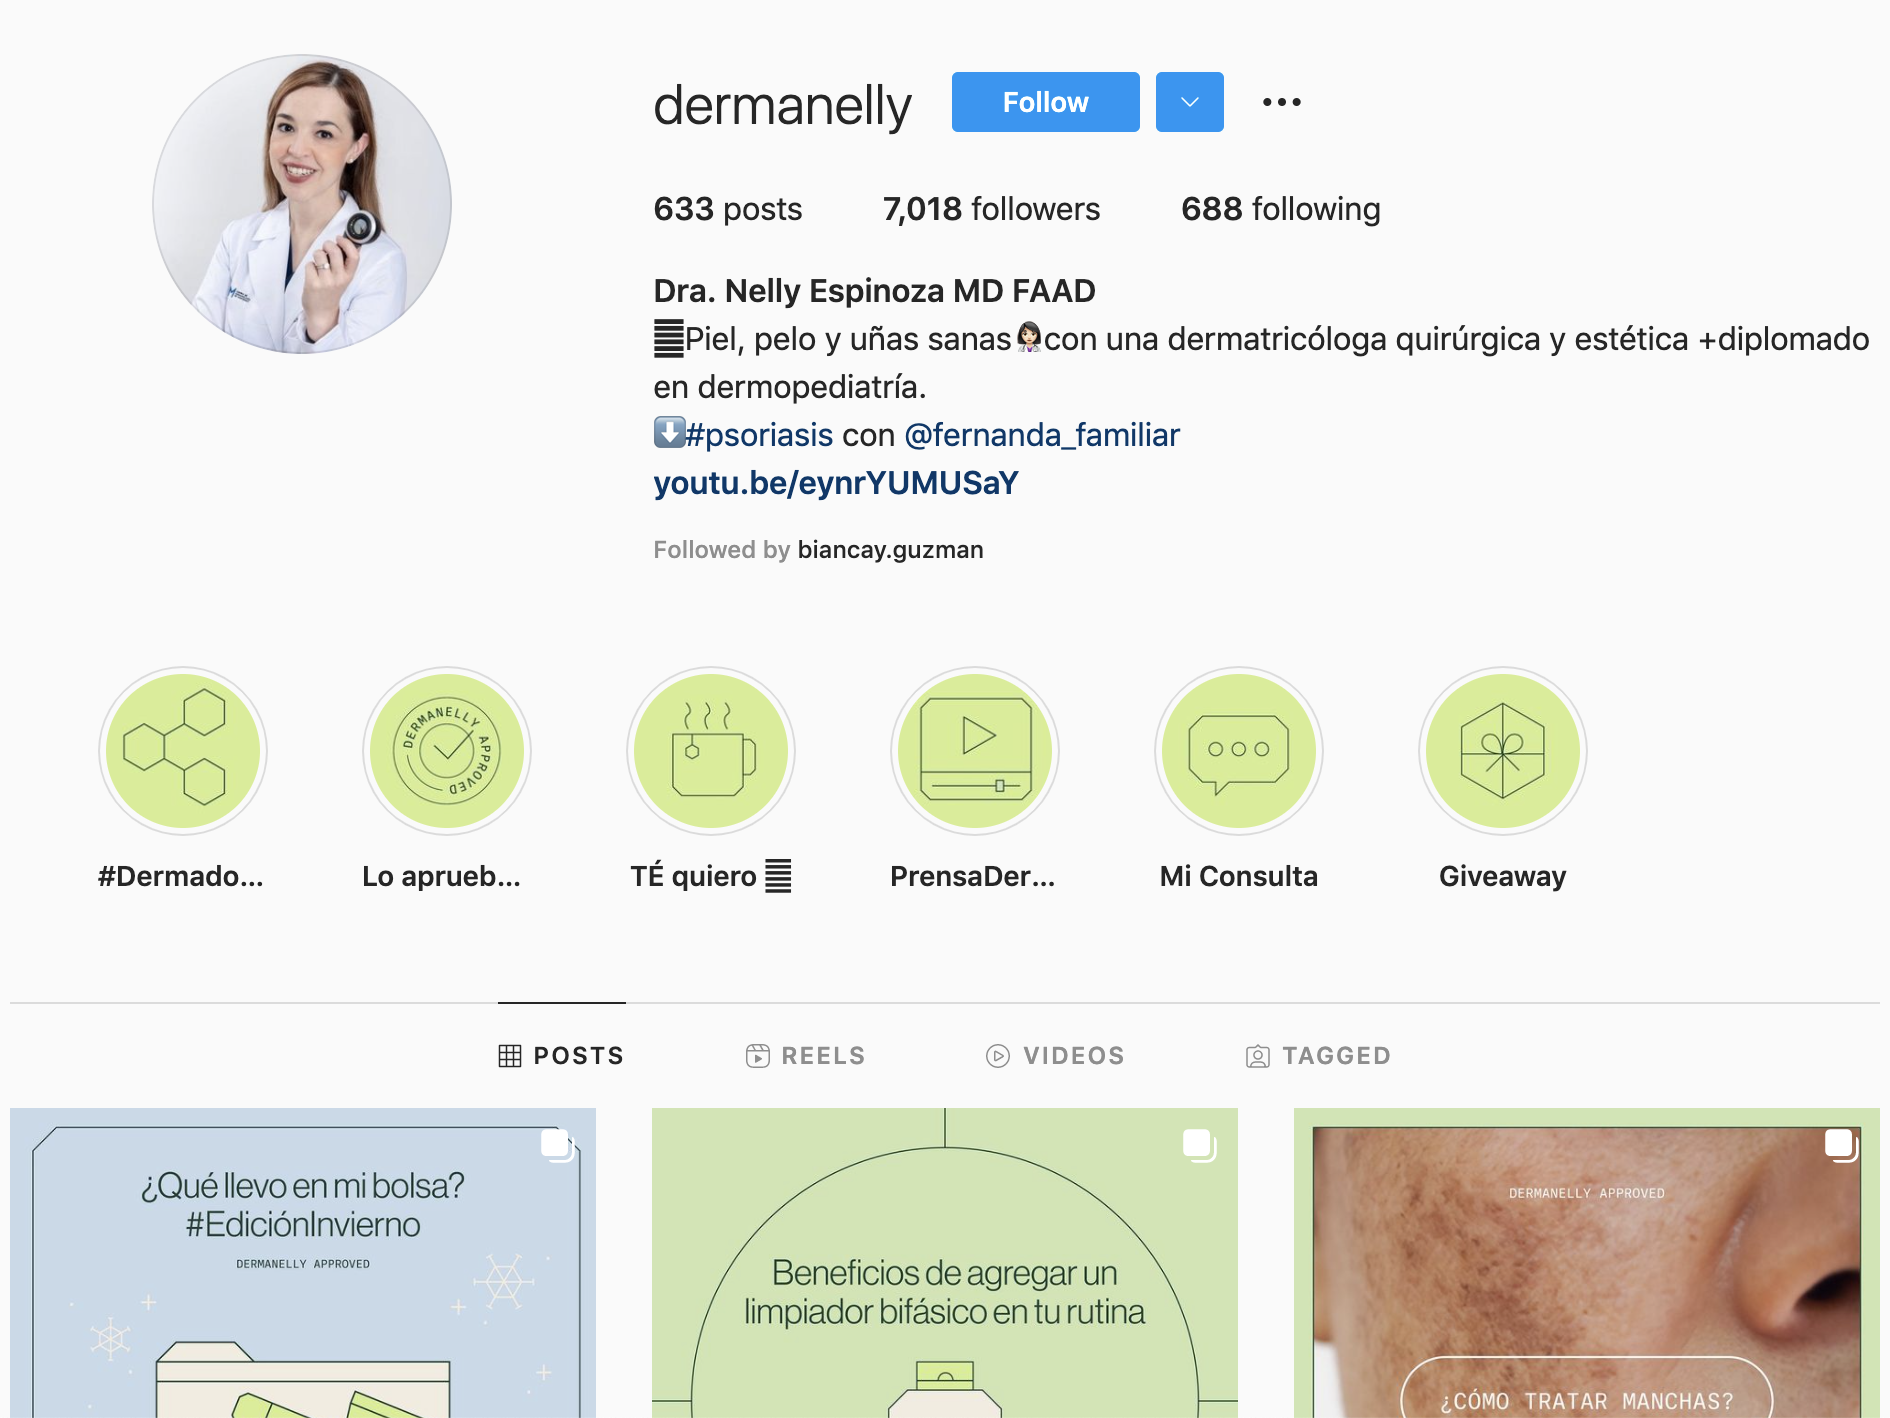 dermanelly
Follow
633 posts 7,018 followers 688 following
Dra. Nelly Espinoza MD FAAD
Piel, pelo y uñas sanas👩🏻‍⚕️con una dermatricóloga quirúrgica y estética +diplomado
en dermopediatría.
⬇️#psoriasis con @fernanda_familiar
youtu.be/eynrYUMUSaY
Followed by biancay.guzman
DERMANELLY APPROVED
#Dermado...
Lo aprueb...
TÉ quiero
PrensaDer...
Mi Consulta
Giveaway
POSTS
REELS
VIDEOS
TAGGED
¿Qué llevo en mi bolsa?
#EdiciónInvierno
DERMANELLY APPROVED
Beneficios de agregar un
limpiador bifásico en tu rutina
DERMANELLY APPROVED
¿CÓMO TRATAR MANCHAS?